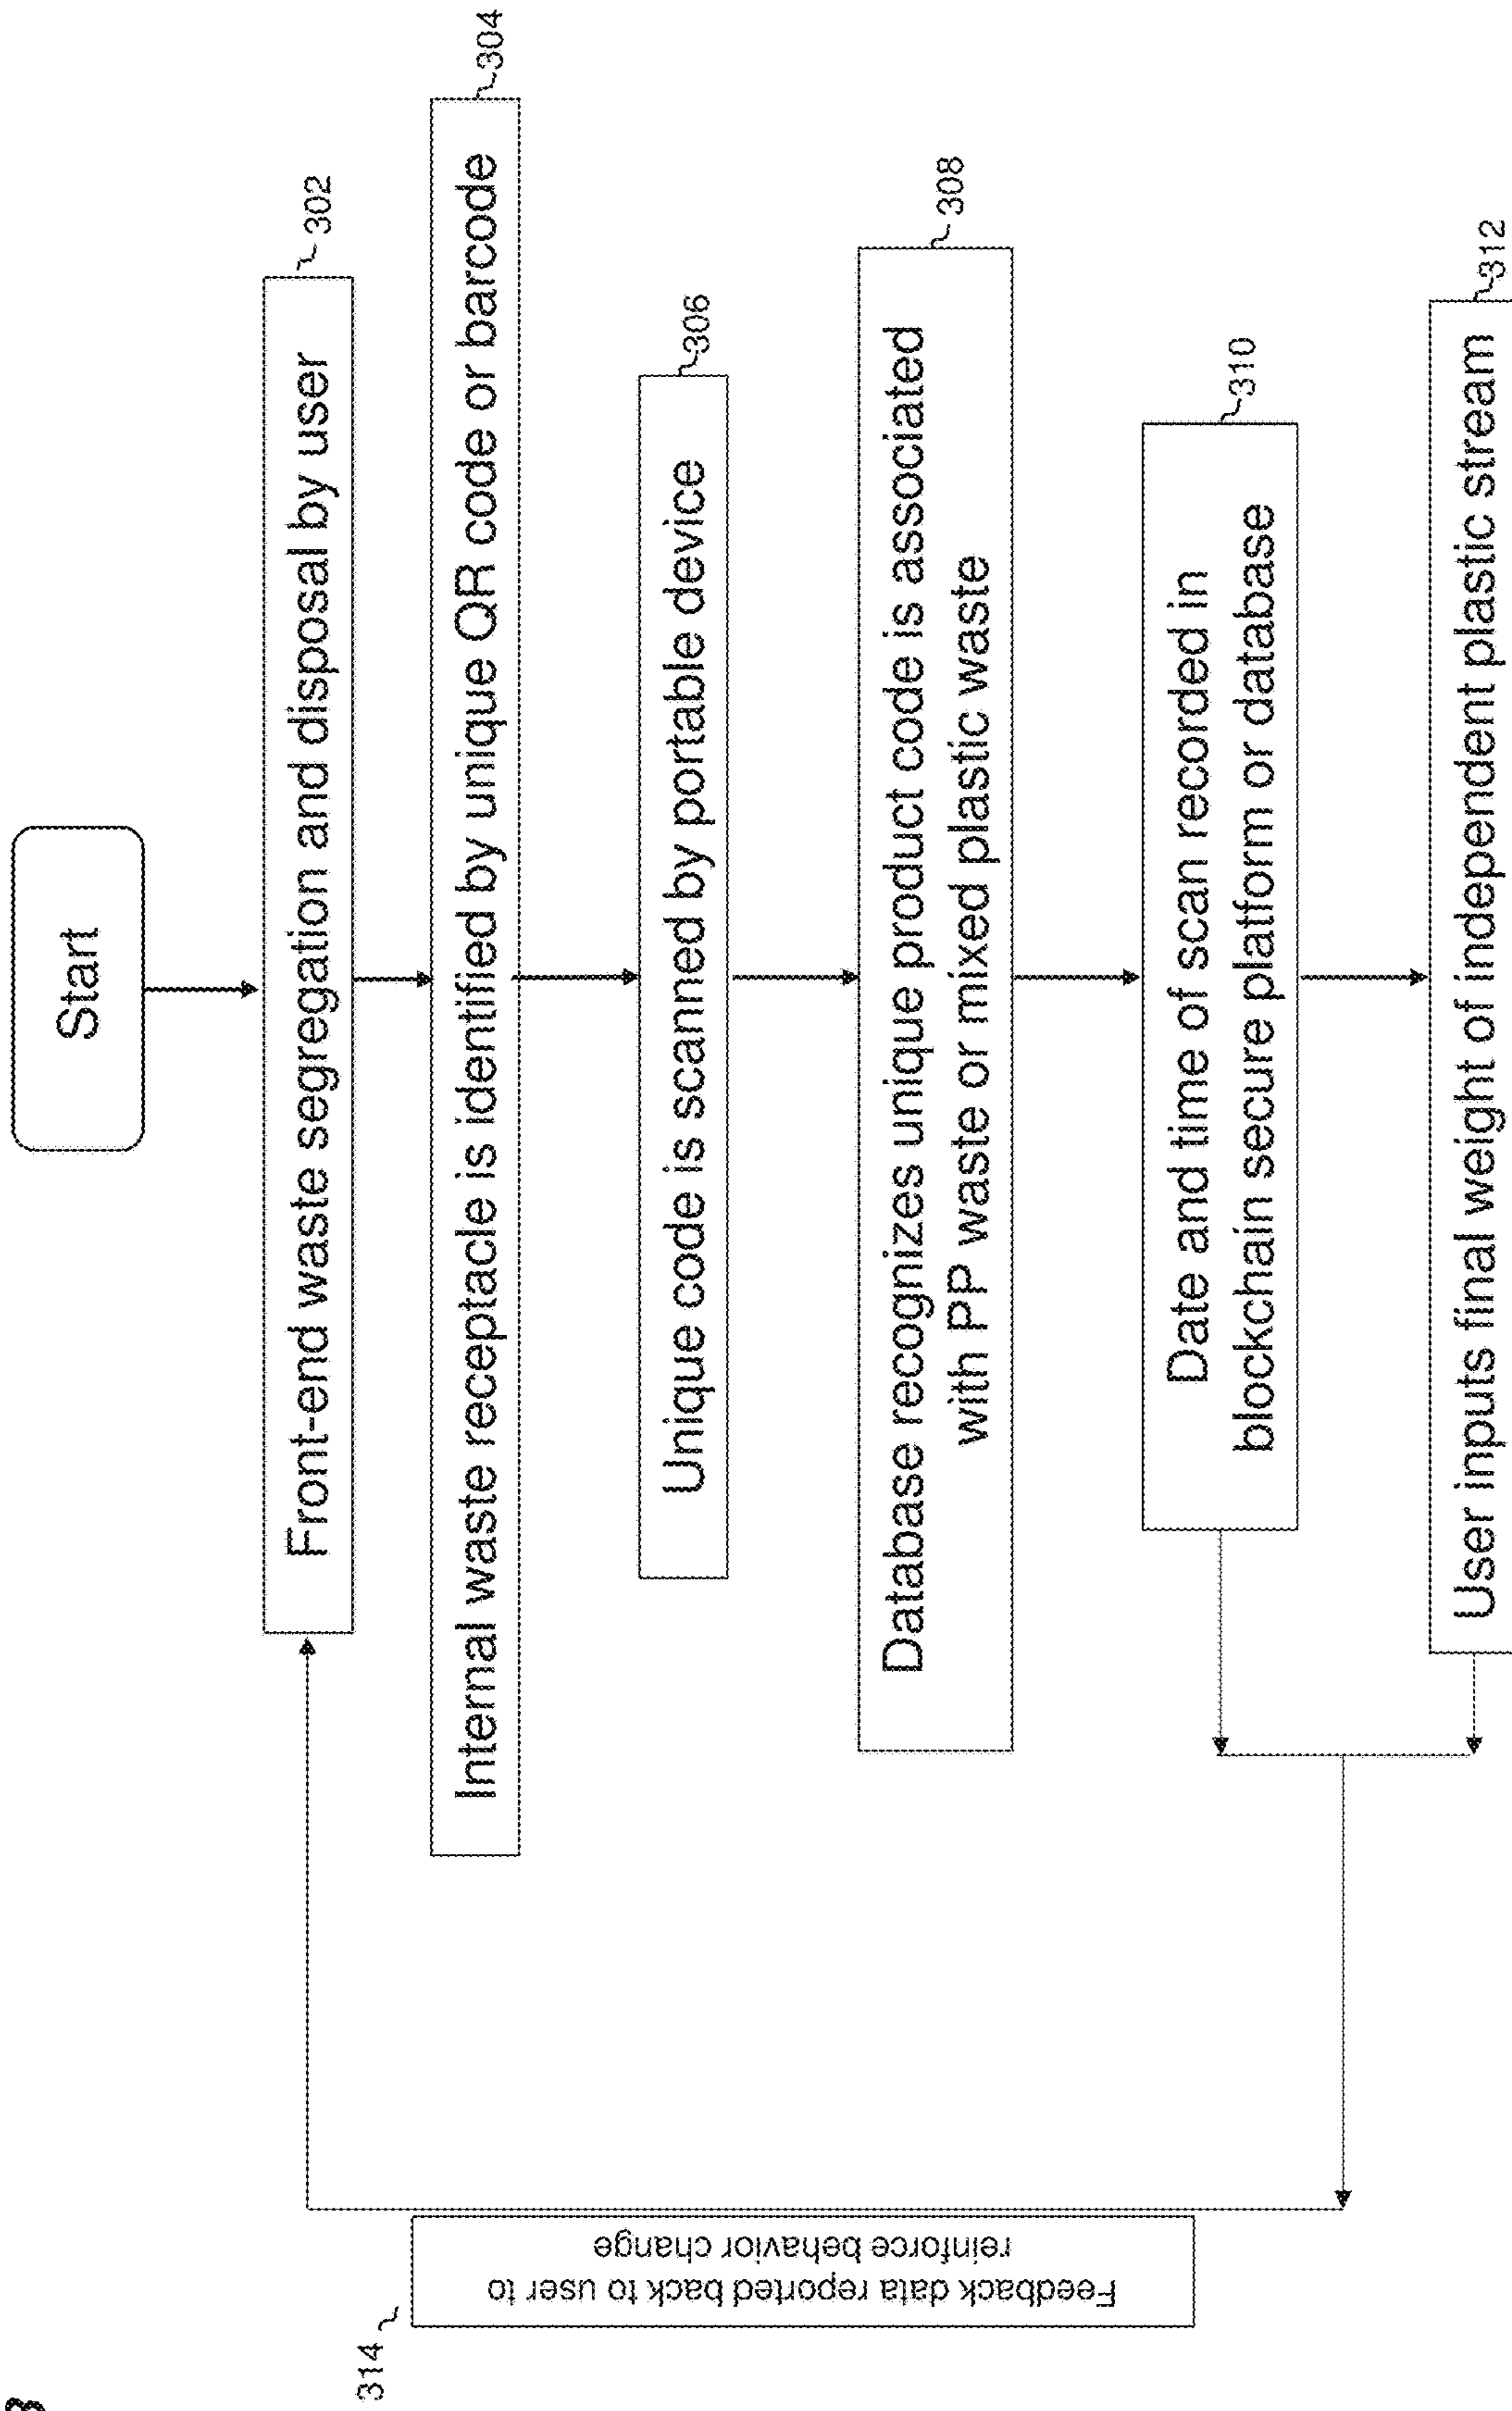 Start
Front-end waste segregation and disposal by user
302
Internal waste receptacle is identified by unique QR code or barcode
304
Unique code is scanned by portable device
306
Database recognizes unique product code is associated
with PP waste or mixed plastic waste
308
Date and time of scan recorded in
blockchain secure platform or database
310
User inputs final weight of independent plastic stream
312
Feedback data reported back to user to
reinforce behavior change
314